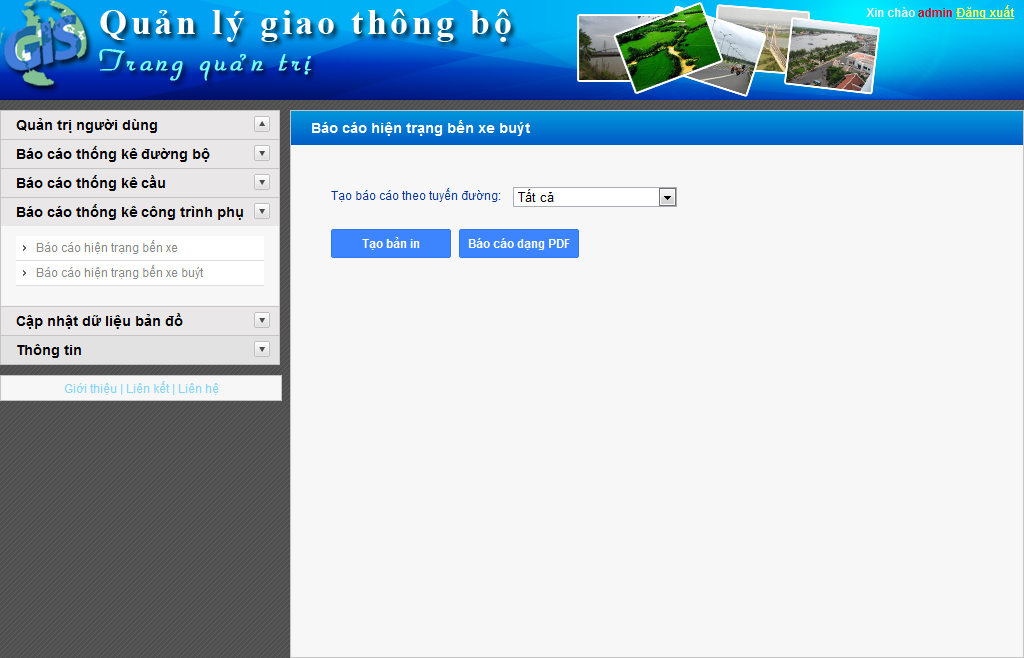 GIS
Quản lý giao thông bộ
Trang quản trị
Xin chào admin Đăng xuất
Quản trị người dùng
Báo cáo thống kê đường bộ
Báo cáo thống kê cầu
Báo cáo thống kê công trình phụ
Báo cáo hiện trạng bến xe
Báo cáo hiện trạng bến xe buýt
Cập nhật dữ liệu bản đồ
Thông tin
Giới thiệu | Liên kết | Liên hệ
Báo cáo hiện trạng bến xe buýt
Tạo báo cáo theo tuyến đường: Tất cả
Tạo bản in Báo cáo dạng PDF